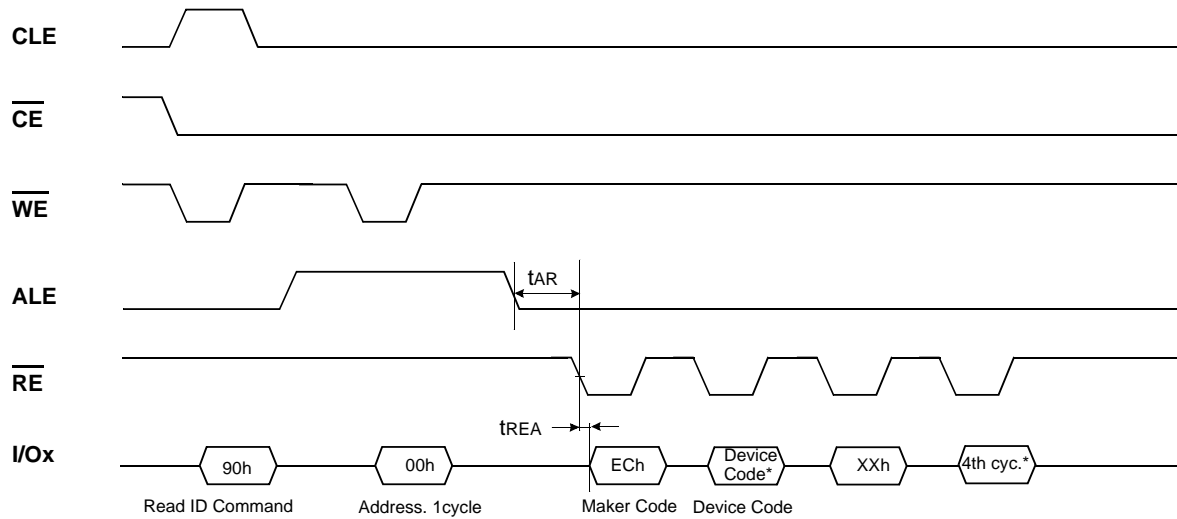 CLE
CE
WE
ALE
tAR
RE
tREA
I/Ox
90h
00h
ECh
Device
Code*
XXh
4th cyc.*
Read ID Command
Address. 1cycle
Maker Code
Device Code